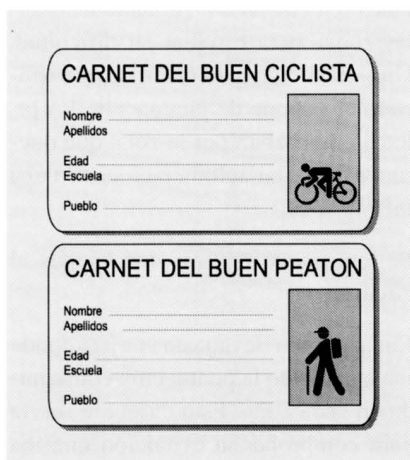 CARNET DEL BUEN CICLISTA
Nombre
Apellidos
Edad
Escuela
Pueblo
CARNET DEL BUEN PEATON
Nombre
Apellidos
Edad
Escuela
Pueblo